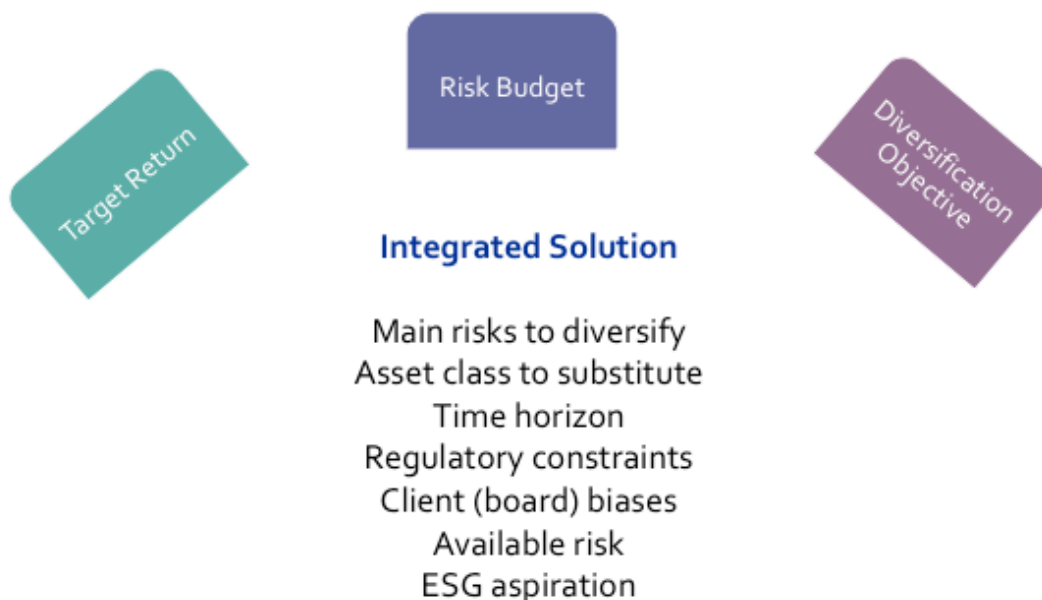 Target Return
Risk Budget
Diversification
Objective
Integrated Solution
Main risks to diversify
Asset class to substitute
Time horizon
Regulatory constraints
Client (board) biases
Available risk
ESG aspiration